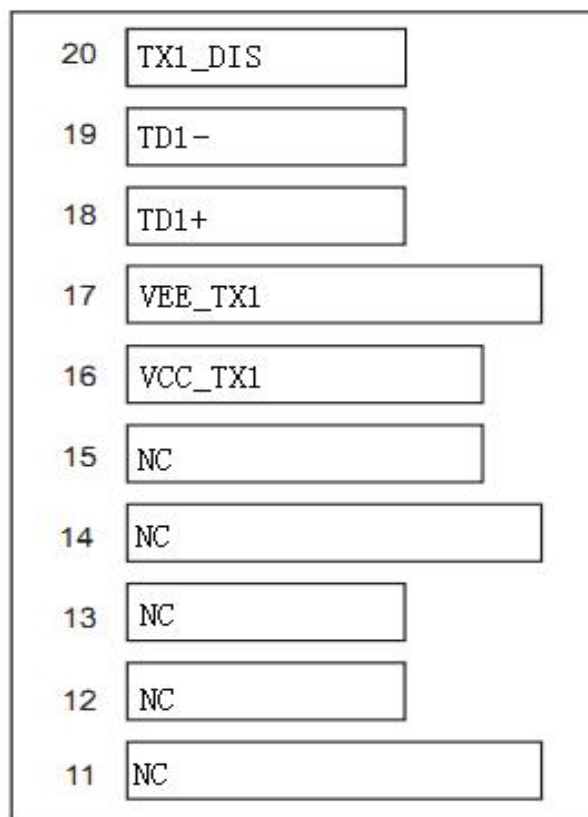 20 TX1_DIS
19 TD1-
18 TD1+
17 VEE_TX1
16 VCC_TX1
15 NC
14 NC
13 NC
12 NC
11 NC